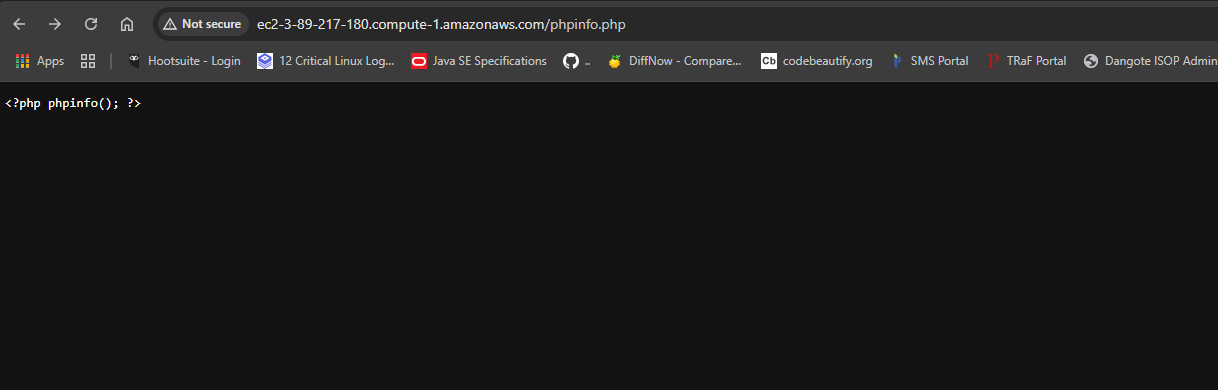 Not secure ec2-3-89-217-180.compute-1.amazonaws.com/phpinfo.php
Apps Hootsuite - Login 12 Critical Linux Log... Java SE Specifications .. DiffNow - Compare... Cb codebeautify.org SMS Portal P TRaF Portal Dangote ISOP Admin
<?php phpinfo(); ?>